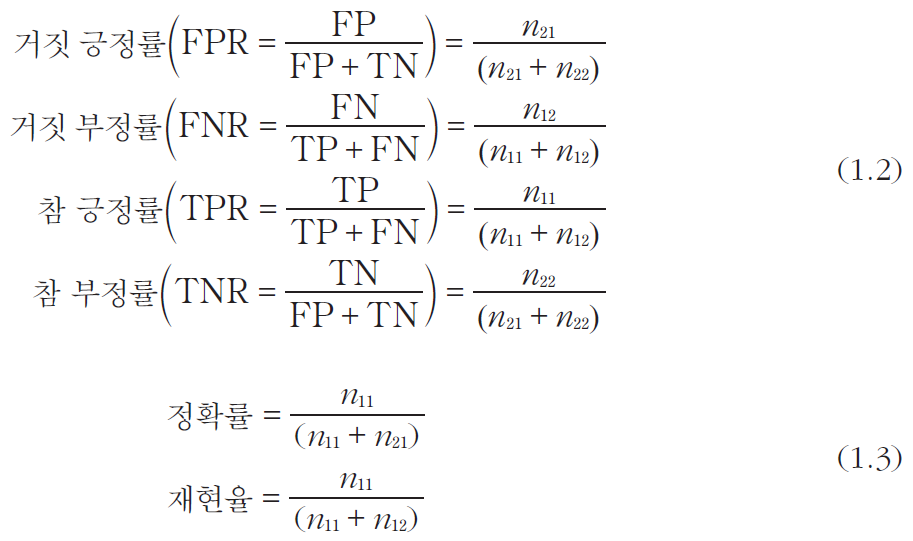 거짓 긍정률(FPR = FP / (FP + TN)) = n₂₁ / (n₂₁ + n₂₂)
거짓 부정률(FNR = FN / (TP + FN)) = n₁₂ / (n₁₁ + n₁₂)
(1.2)
참 긍정률(TPR = TP / (TP + FN)) = n₁₁ / (n₁₁ + n₁₂)
참 부정률(TNR = TN / (FP + TN)) = n₂₂ / (n₂₁ + n₂₂)
정확률 = n₁₁ / (n₁₁ + n₂₁)
(1.3)
재현율 = n₁₁ / (n₁₁ + n₁₂)